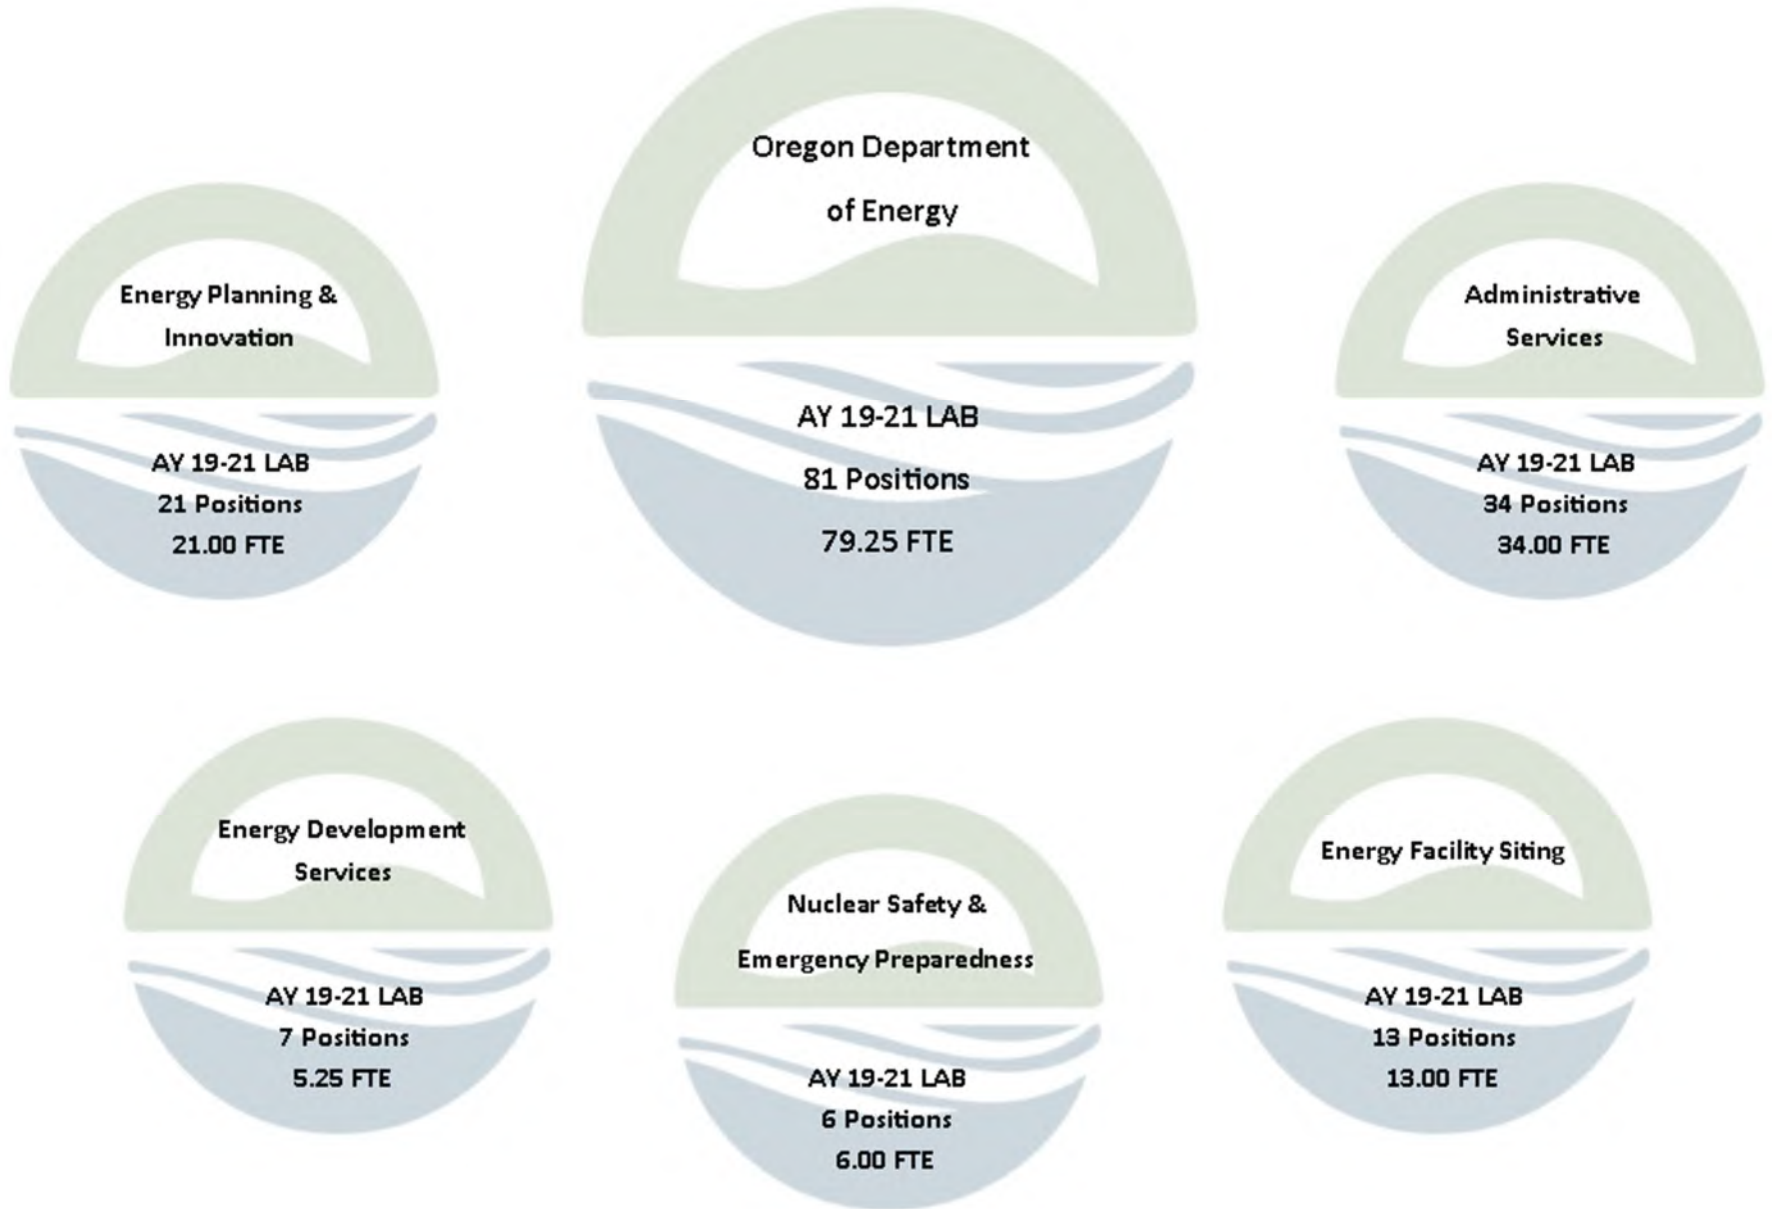 Oregon Department
of Energy
AY 19-21 LAB
81 Positions
79.25 FTE
Energy Planning &
Innovation
AY 19-21 LAB
21 Positions
21.00 FTE
Administrative
Services
AY 19-21 LAB
34 Positions
34.00 FTE
Energy Development
Services
AY 19-21 LAB
7 Positions
5.25 FTE
Nuclear Safety &
Emergency Preparedness
AY 19-21 LAB
6 Positions
6.00 FTE
Energy Facility Siting
AY 19-21 LAB
13 Positions
13.00 FTE